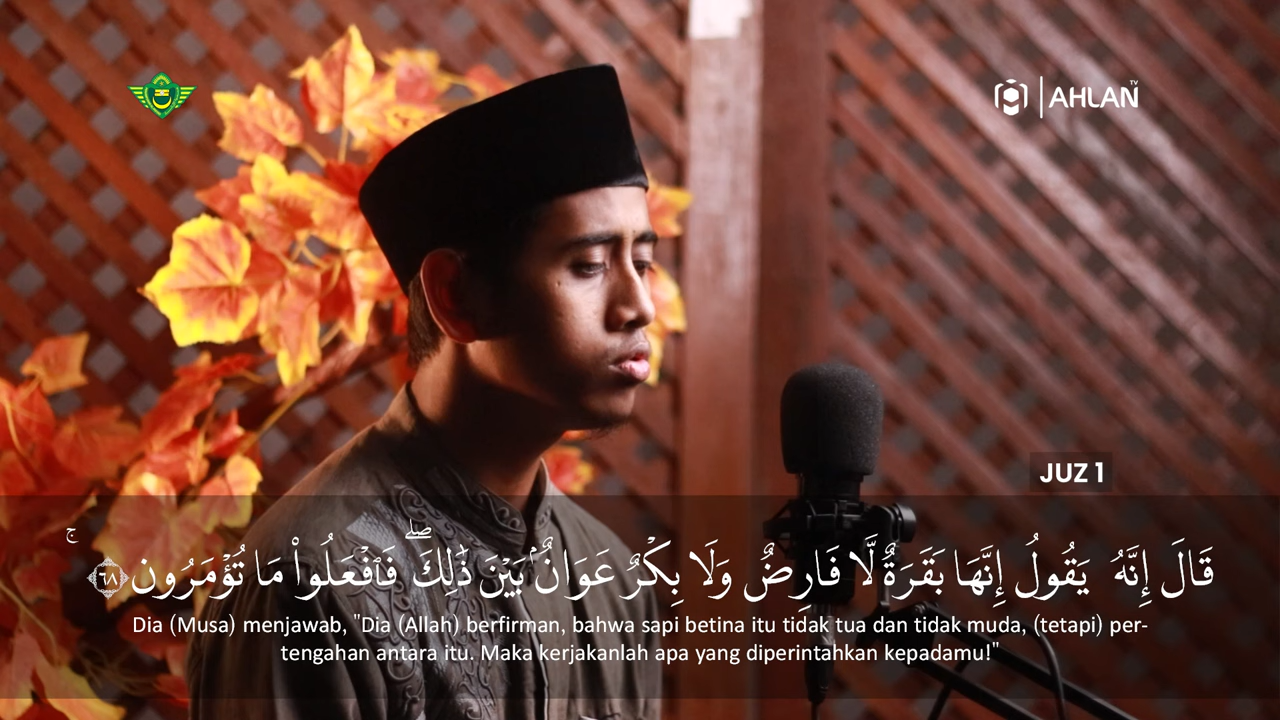 AHLAN TV
JUZ 1
قَالَ إِنَّهُۥ يَقُولُ إِنَّهَا بَقَرَةٌ لَّا فَارِضٌ وَلَا بِكْرٌ عَوَانٌۢ بَيْنَ ذَٰلِكَ ۖ فَٱفْعَلُوا۟ مَا تُؤْمَرُون ٦٨ ۚ
Dia (Musa) menjawab, "Dia (Allah) berfirman, bahwa sapi betina itu tidak tua dan tidak muda, (tetapi) per-
tengahan antara itu. Maka kerjakanlah apa yang diperintahkan kepadamu!"